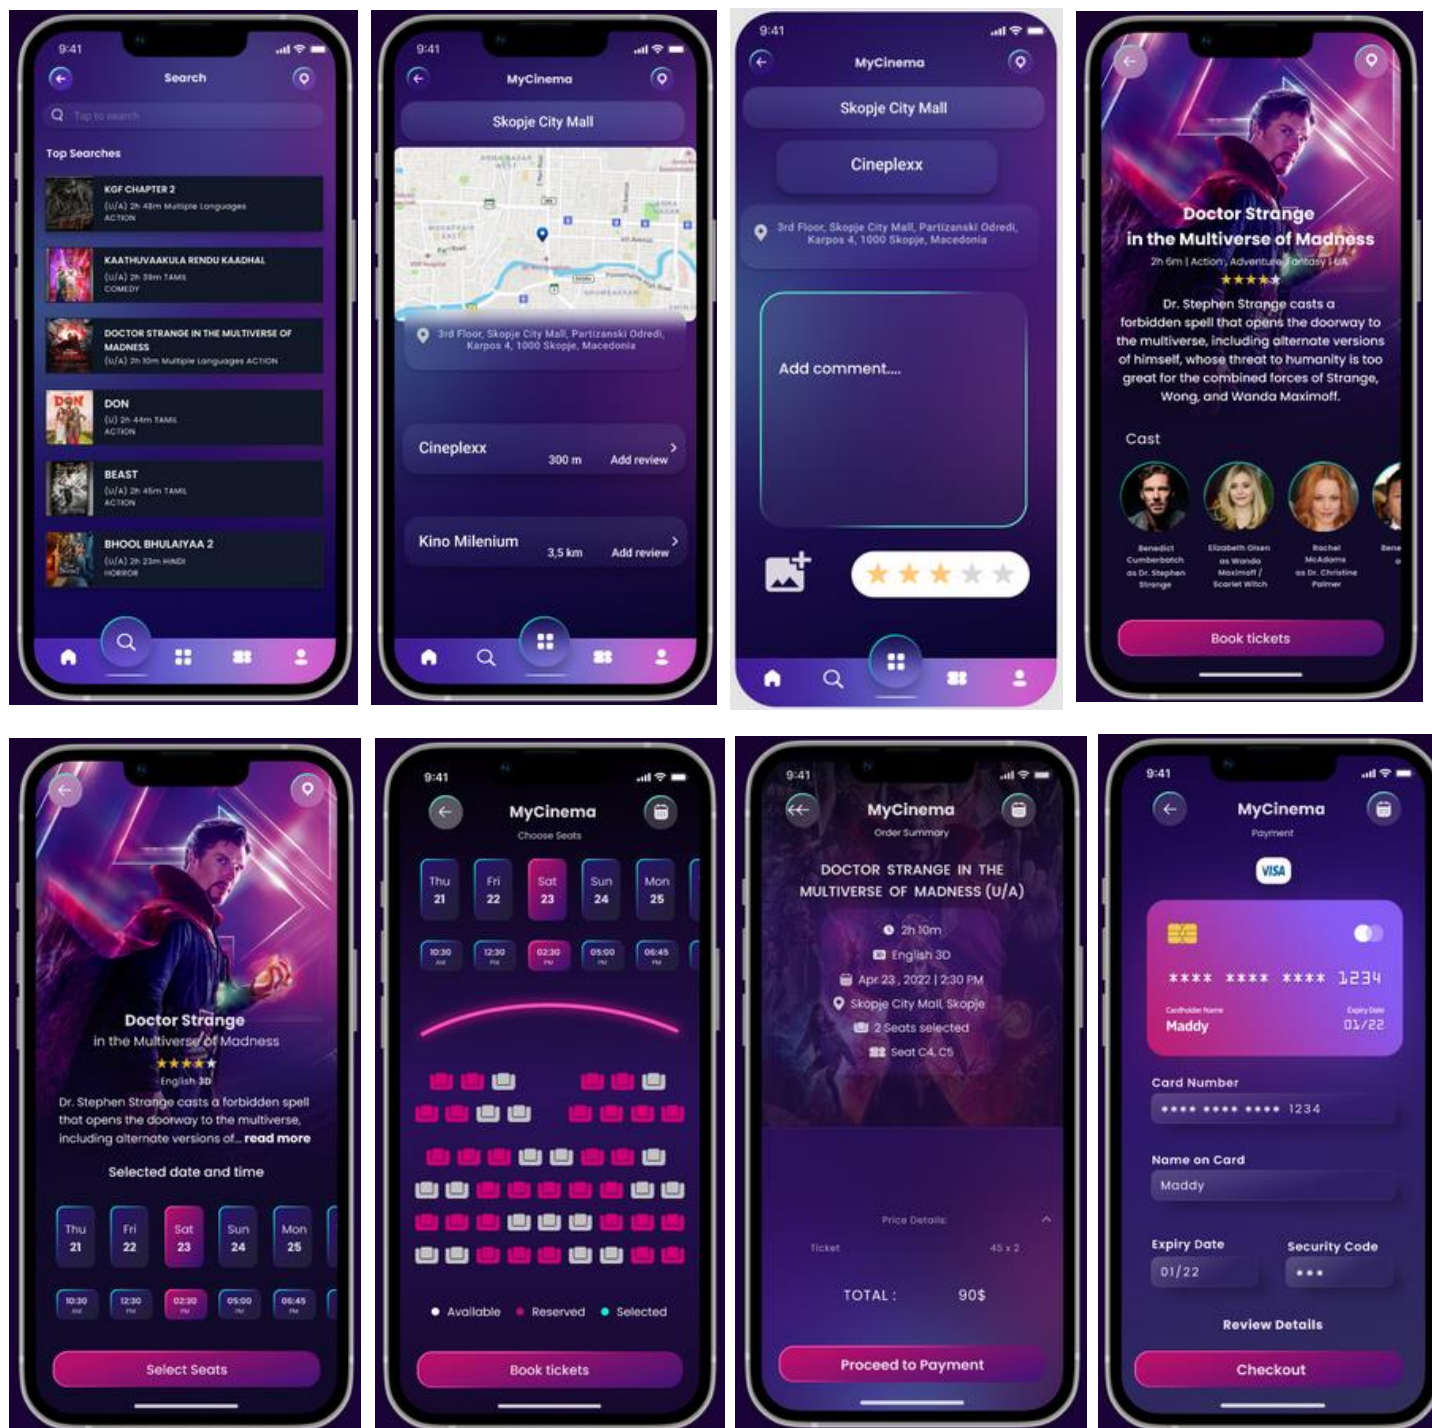 9:41
Search
Tap to search
Top Searches
KGF CHAPTER 2
(U/A) 2h 48m Multiple Languages
ACTION
KAATHUVAAKULA RENDU KAADHAL
(U/A) 2h 39m TAMIL
COMEDY
DOCTOR STRANGE IN THE MULTIVERSE OF
MADNESS
(U/A) 2h 10m Multiple Languages ACTION
DON
DON
(U) 2h 44m TAMIL
ACTION
BEAST
(U/A) 2h 45m TAMIL
ACTION
BHOOL BHULAIYAA 2
(U/A) 2h 23m HINDI
HORROR
9:41
MyCinema
Skopje City Mall
3rd Floor, Skopje City Mall, Partizanski Odredi,
Karpos 4, 1000 Skopje, Macedonia
Cineplexx
300 m
Add review
Kino Milenium
3,5 km
Add review
9:41
MyCinema
Skopje City Mall
Cineplexx
3rd Floor, Skopje City Mall, Partizanski Odredi,
Karpos 4, 1000 Skopje, Macedonia
Add comment....
Doctor Strange
in the Multiverse of Madness
2h 6m | Action, Adventure Fantasy | UA
Dr. Stephen Strange casts a
forbidden spell that opens the doorway to
the multiverse, including alternate versions
of himself, whose threat to humanity is too
great for the combined forces of Strange,
Wong, and Wanda Maximoff.
Cast
Benedict
Cumberbatch
as Dr. Stephen
Strange
Elizabeth Olsen
as Wanda
Maximoff /
Scarlet Witch
Rachel
McAdams
as Dr. Christine
Palmer
Bene
Book tickets
Doctor Strange
in the Multiverse of Madness
English 3D
Dr. Stephen Strange casts a forbidden spell
that opens the doorway to the multiverse,
including alternate versions of... read more
Selected date and time
Thu Fri Sat Sun Mon
21 22 23 24 25
10:30 12:30 02:30 05:00 06:45
AM PM PM PM PM
Select Seats
9:41
MyCinema
Choose Seats
Thu Fri Sat Sun Mon
21 22 23 24 25
10:30 12:30 02:30 05:00 06:45
AM PM PM PM PM
Available Reserved Selected
Book tickets
9:41
MyCinema
Order Summary
DOCTOR STRANGE IN THE
MULTIVERSE OF MADNESS (U/A)
2h 10m
English 3D
Apr 23 , 2022 | 2:30 PM
Skopje City Mall, Skopje
2 Seats selected
Seat C4, C5
Price Details:
Ticket 45 x 2
TOTAL : 90$
Proceed to Payment
9:41
MyCinema
Payment
VISA
**** **** **** 1234
Cardholder Name Expiry Date
Maddy 01/22
Card Number
**** **** **** 1234
Name on Card
Maddy
Expiry Date Security Code
01/22 ***
Review Details
Checkout